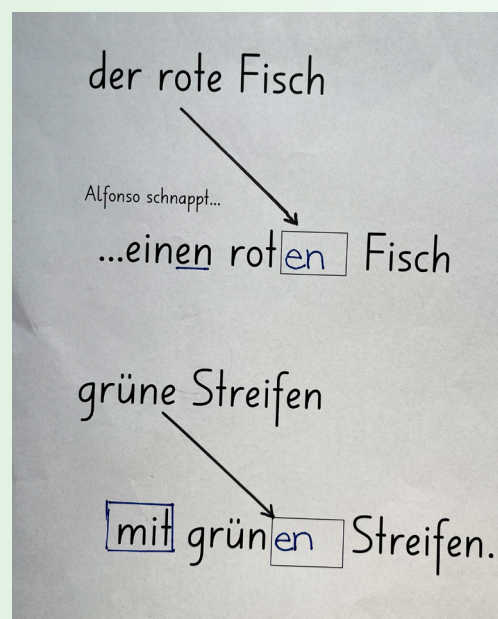 der rote Fisch
Alfonso schnappt...
...einen roten Fisch
grüne Streifen
mit grünen Streifen.